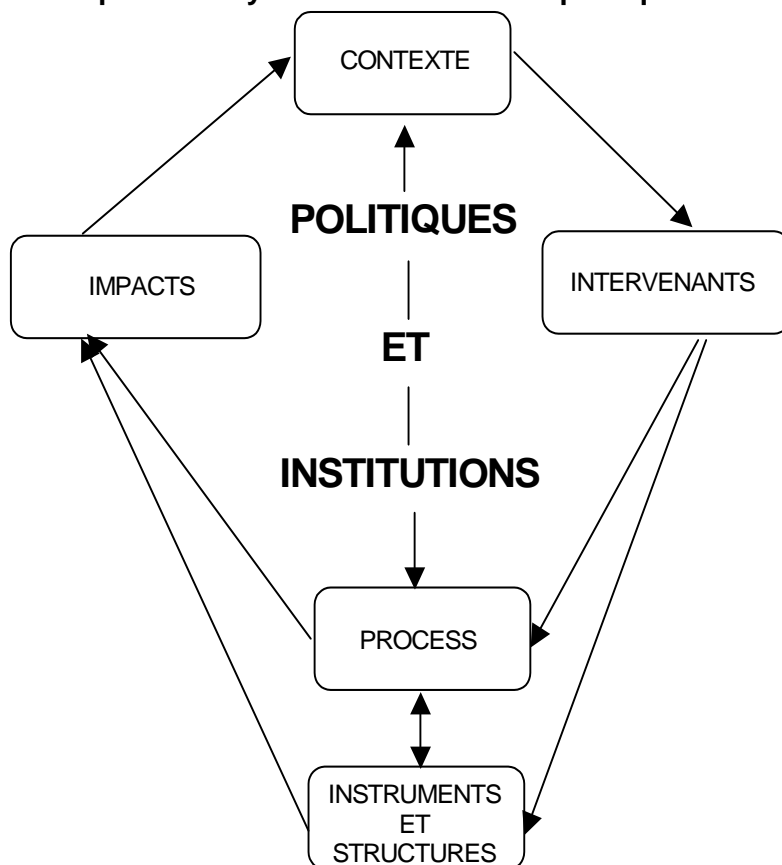 CONTEXTE
POLITIQUES
IMPACTS
INTERVENANTS
ET
INSTITUTIONS
PROCESS
INSTRUMENTS
ET
STRUCTURES